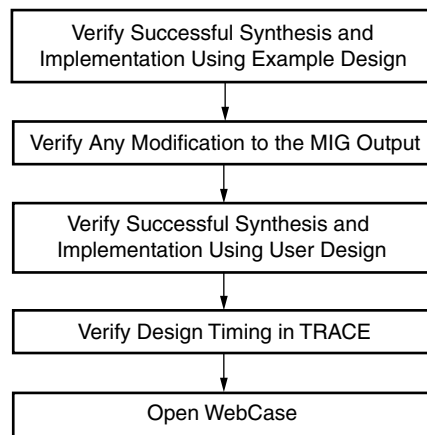 Verify Successful Synthesis and
Implementation Using Example Design
Verify Any Modification to the MIG Output
Verify Successful Synthesis and
Implementation Using User Design
Verify Design Timing in TRACE
Open WebCase